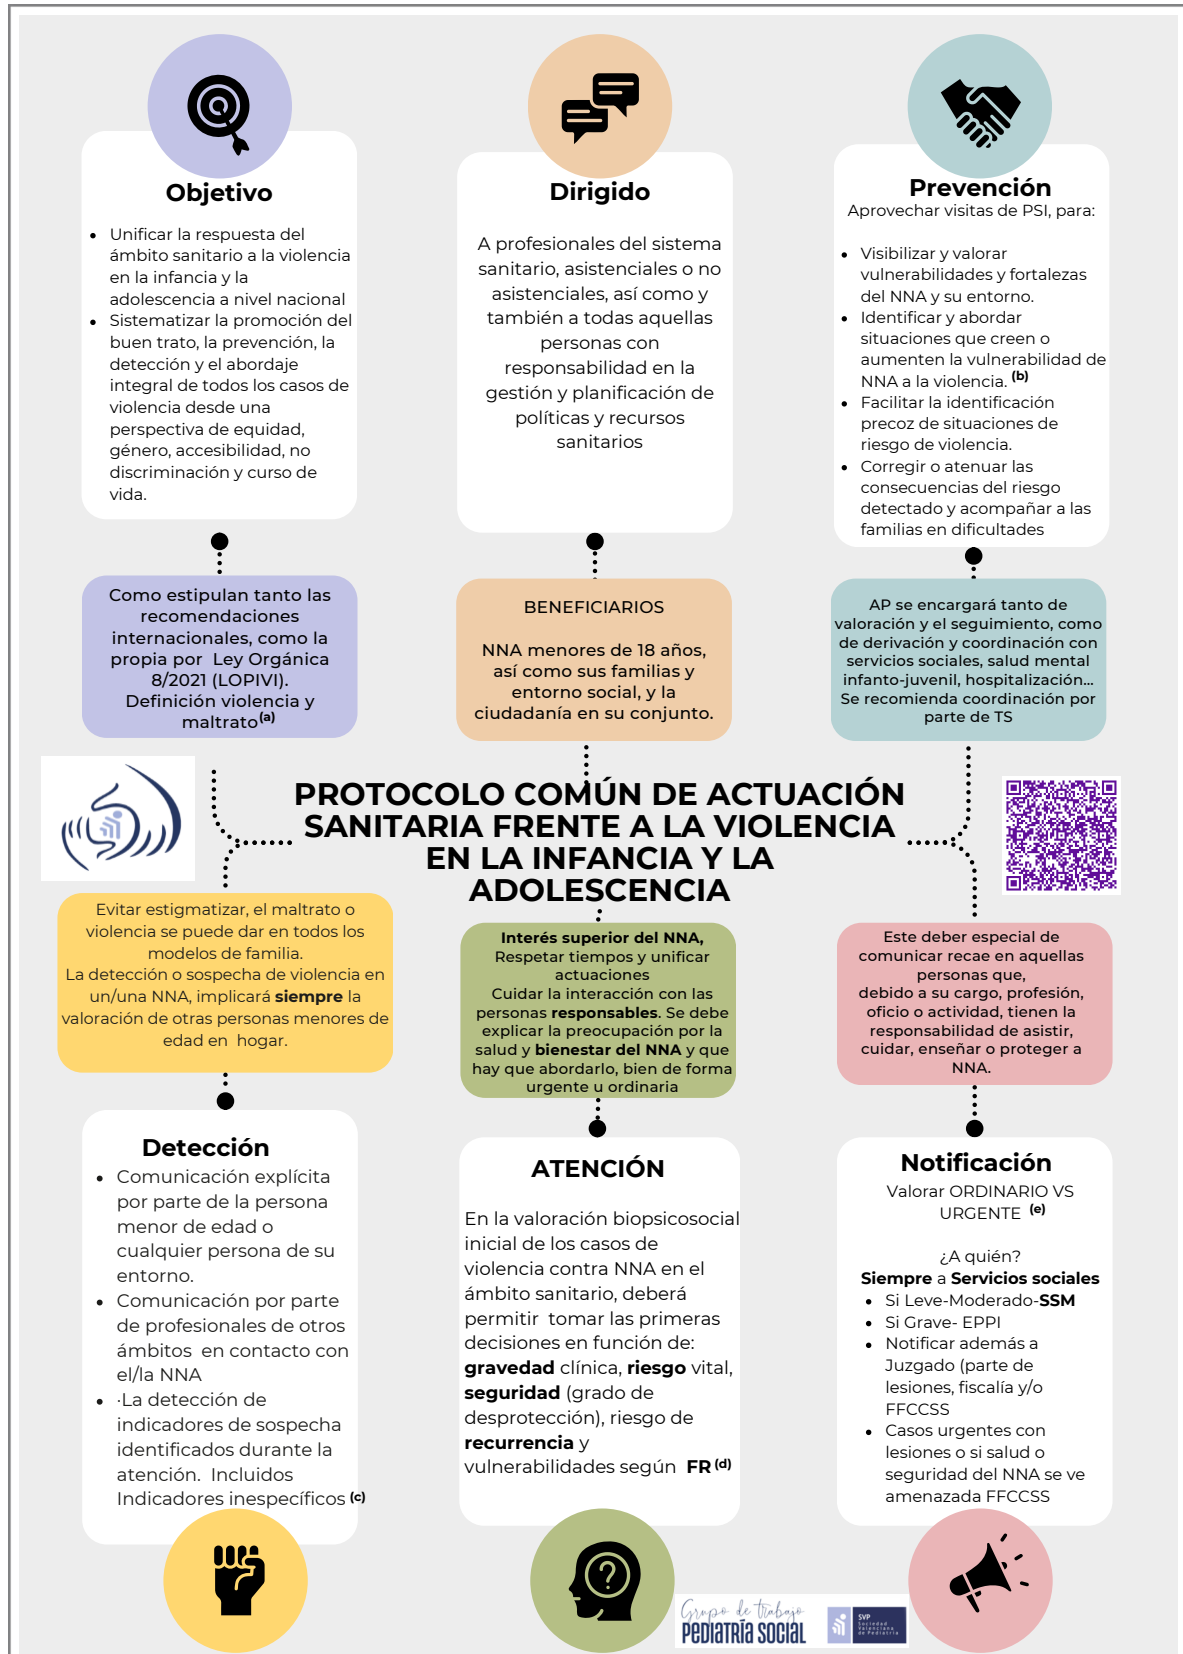 Objetivo
Unificar la respuesta del
ámbito sanitario a la violencia
en la infancia y la
adolescencia a nivel nacional
Sistematizar la promoción del
buen trato, la prevención, la
detección y el abordaje
integral de todos los casos de
violencia desde una
perspectiva de equidad,
género, accesibilidad, no
discriminación y curso de
vida.
Como estipulan tanto las
recomendaciones
internacionales, como la
propia por Ley Orgánica
8/2021 (LOPIVI).
Definición violencia y
maltrato(a)
Dirigido
A profesionales del sistema
sanitario, asistenciales o no
asistenciales, así como y
también a todas aquellas
personas con
responsabilidad en la
gestión y planificación de
políticas y recursos
sanitarios
BENEFICIARIOS
NNA menores de 18 años,
así como sus familias y
entorno social, y la
ciudadanía en su conjunto.
Prevención
Aprovechar visitas de PSI, para:
Visibilizar y valorar
vulnerabilidades y fortalezas
del NNA y su entorno.
Identificar y abordar
situaciones que creen o
aumenten la vulnerabilidad de
NNA a la violencia. (b)
Facilitar la identificación
precoz de situaciones de
riesgo de violencia.
Corregir o atenuar las
consecuencias del riesgo
detectado y acompañar a las
familias en dificultades
AP se encargará tanto de
valoración y el seguimiento, como
de derivación y coordinación con
servicios sociales, salud mental
infanto-juvenil, hospitalización...
Se recomienda coordinación por
parte de TS
PROTOCOLO COMÚN DE ACTUACIÓN
SANITARIA FRENTE A LA VIOLENCIA
EN LA INFANCIA Y LA
ADOLESCENCIA
Evitar estigmatizar, el maltrato o
violencia se puede dar en todos los
modelos de familia.
La detección o sospecha de violencia en
un/una NNA, implicará siempre la
valoración de otras personas menores de
edad en hogar.
Detección
Comunicación explícita
por parte de la persona
menor de edad o
cualquier persona de su
entorno.
Comunicación por parte
de profesionales de otros
ámbitos en contacto con
el/la NNA
·La detección de
indicadores de sospecha
identificados durante la
atención. Incluidos
Indicadores inespecíficos (c)
Interés superior del NNA,
Respetar tiempos y unificar
actuaciones
Cuidar la interacción con las
personas responsables. Se debe
explicar la preocupación por la
salud y bienestar del NNA y que
hay que abordarlo, bien de forma
urgente u ordinaria
ATENCIÓN
En la valoración biopsicosocial
inicial de los casos de
violencia contra NNA en el
ámbito sanitario, deberá
permitir tomar las primeras
decisiones en función de:
gravedad clínica, riesgo vital,
seguridad (grado de
desprotección), riesgo de
recurrencia y
vulnerabilidades según FR (d)
Este deber especial de
comunicar recae en aquellas
personas que,
debido a su cargo, profesión,
oficio o actividad, tienen la
responsabilidad de asistir,
cuidar, enseñar o proteger a
NNA.
Notificación
Valorar ORDINARIO VS
URGENTE (e)
¿A quién?
Siempre a Servicios sociales
Si Leve-Moderado-SSM
Si Grave- EPPI
Notificar además a
Juzgado (parte de
lesiones, fiscalía y/o
FFCCSS
Casos urgentes con
lesiones o si salud o
seguridad del NNA se ve
amenazada FFCCSS
Grupo de trabajo
PEDIATRÍA SOCIAL
SVP
Sociedad
Valenciana
de Pediatría